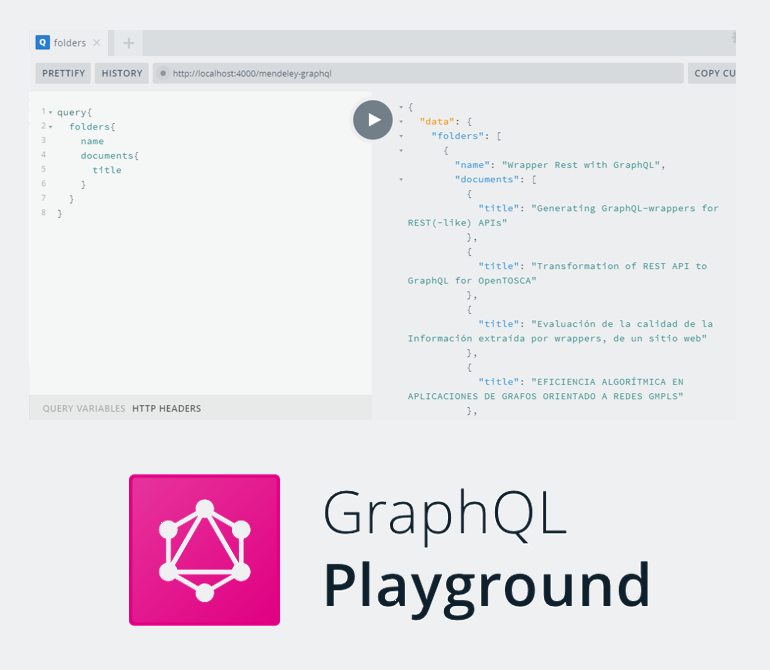 Q folders × +
PRETTIFY HISTORY http://localhost:4000/mendeley-graphql COPY CU
1 query{
2 folders{
3 name
4 documents{
5 title
6 }
7 }
8 }
QUERY VARIABLES HTTP HEADERS
{
"data": {
"folders": [
{
"name": "Wrapper Rest with GraphQL",
"documents": [
{
"title": "Generating GraphQL-wrappers for
REST(-like) APIs"
},
{
"title": "Transformation of REST API to
GraphQL for OpenTOSCA"
},
{
"title": "Evaluación de la calidad de la
Información extraída por wrappers, de un sitio web"
},
{
"title": "EFICIENCIA ALGORÍTMICA EN
APLICACIONES DE GRAFOS ORIENTADO A REDES GMPLS"
},
GraphQL
Playground